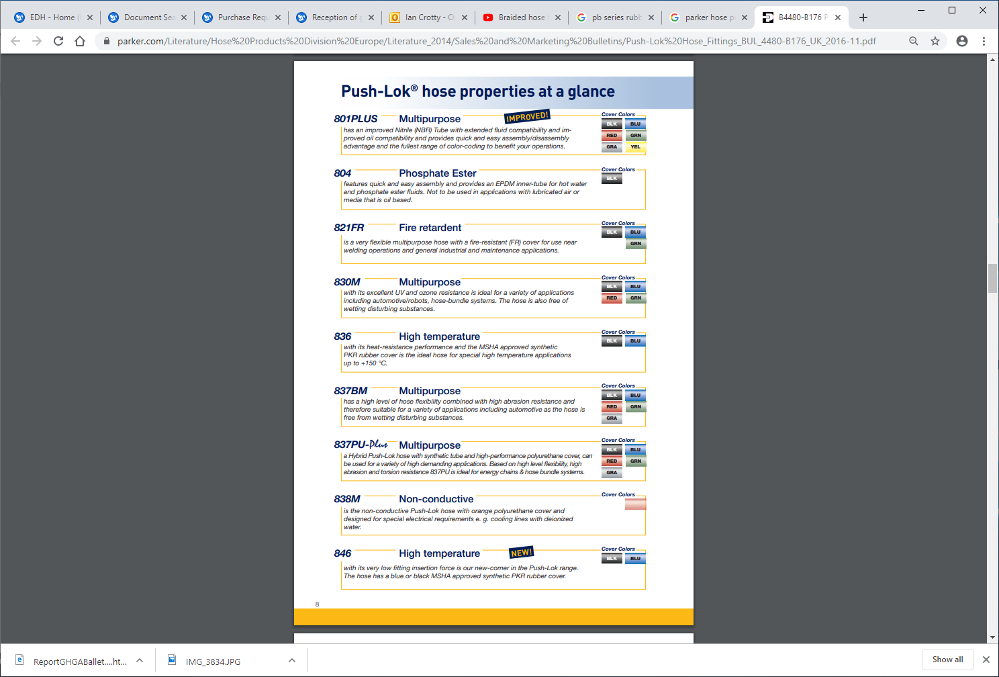 EDH - Home (
Document Sea
Purchase Requ
Reception of g
Ian Crotty - O
Braided hose
pb series rubb
parker hose p
B4480-B176 P
parker.com/Literature/Hose%20Products%20Division%20Europe/Literature_2014/Sales%20and%20Marketing%20Bulletins/Push-Lok%20Hose_Fittings_BUL_4480-B176_UK_2016-11.pdf
Push-Lok® hose properties at a glance
801PLUS Multipurpose IMPROVED! Cover Colors
has an improved Nitrile (NBR) Tube with extended fluid compatibility and im-
proved oil compatibility and provides quick and easy assembly/disassembly
advantage and the fullest range of color-coding to benefit your operations.
BLK BLU
RED GRN
GRA YEL
804 Phosphate Ester Cover Colors
features quick and easy assembly and provides an EPDM inner-tube for hot water
and phosphate ester fluids. Not to be used in applications with lubricated air or
media that is oil based.
BLK
821FR Fire retardent Cover Colors
is a very flexible multipurpose hose with a fire-resistant (FR) cover for use near
welding operations and general industrial and maintenance applications.
BLK BLU
GRN
830M Multipurpose Cover Colors
with its excellent UV and ozone resistance is ideal for a variety of applications
including automotive/robots, hose-bundle systems. The hose is also free of
wetting disturbing substances.
BLK BLU
RED GRN
836 High temperature Cover Colors
with its heat-resistance performance and the MSHA approved synthetic
PKR rubber cover is the ideal hose for special high temperature applications
up to +150 °C.
BLK BLU
837BM Multipurpose Cover Colors
has a high level of hose flexibility combined with high abrasion resistance and
therefore suitable for a variety of applications including automotive as the hose is
free from wetting disturbing substances.
BLK BLU
RED GRN
GRA
837PU-Plus Multipurpose Cover Colors
a Hybrid Push-Lok hose with synthetic tube and high-performance polyurethane cover, can
be used for a variety of high demanding applications. Based on high level flexibility, high
abrasion and torsion resistance 837PU is ideal for energy chains & hose bundle systems.
BLK BLU
RED GRN
GRA
838M Non-conductive Cover Colors
is the non-conductive Push-Lok hose with orange polyurethane cover and
designed for special electrical requirements e. g. cooling lines with deionized
water.
846 High temperature NEW! Cover Colors
with its very low fitting insertion force is our new-comer in the Push-Lok range.
The hose has a blue or black MSHA approved synthetic PKR rubber cover.
BLK BLU
8
ReportGHGABallet....ht...
IMG_3834.JPG
Show all